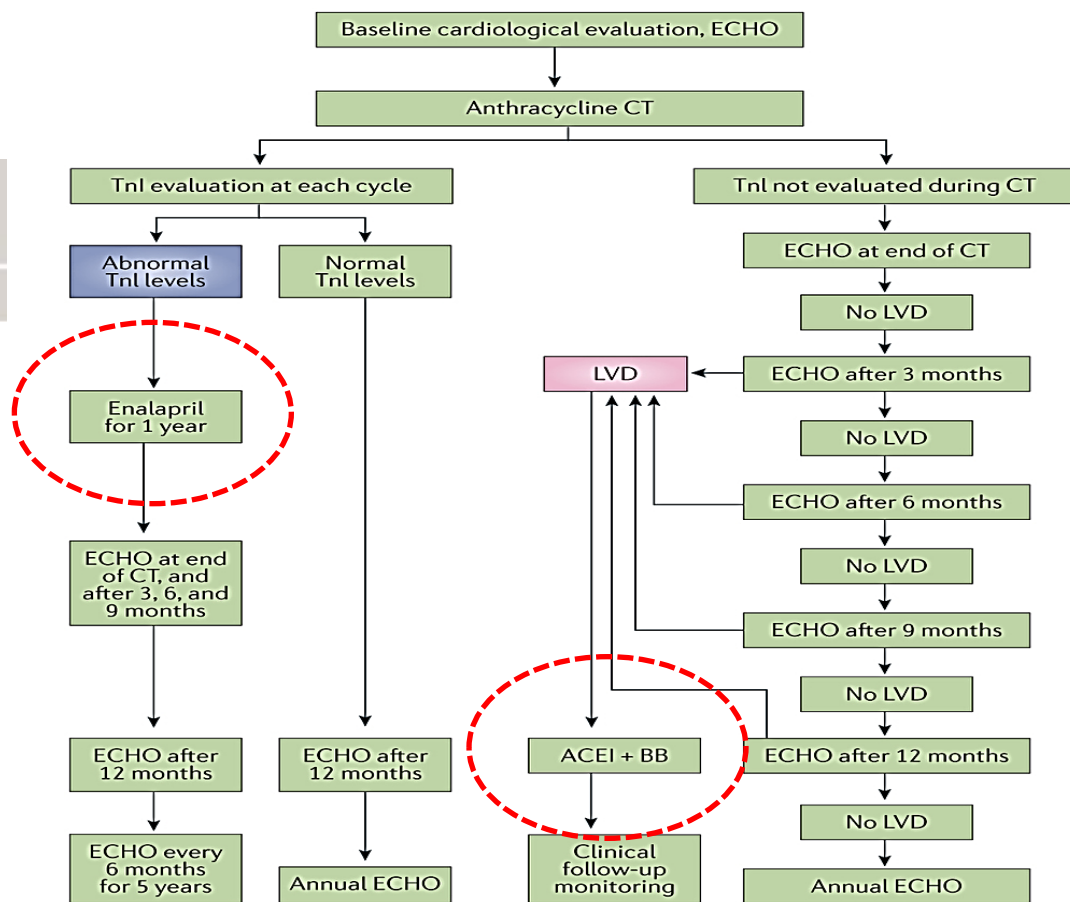 Baseline cardiological evaluation, ECHO
Anthracycline CT
TnI evaluation at each cycle
TnI not evaluated during CT
Abnormal
TnI levels
Normal
TnI levels
ECHO at end of CT
No LVD
LVD
ECHO after 3 months
Enalapril
for 1 year
No LVD
ECHO after 6 months
ECHO at end
of CT, and
after 3, 6, and
9 months
No LVD
ECHO after 9 months
No LVD
ECHO after
12 months
ECHO after
12 months
ACEI + BB
ECHO after 12 months
No LVD
ECHO every
6 months
for 5 years
Annual ECHO
Clinical
follow-up
monitoring
Annual ECHO